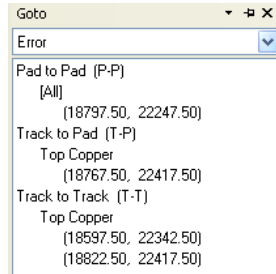 Goto
Error
Pad to Pad (P-P)
[All]
(18797.50, 22247.50)
Track to Pad (T-P)
Top Copper
(18767.50, 22417.50)
Track to Track (T-T)
Top Copper
(18597.50, 22342.50)
(18822.50, 22417.50)